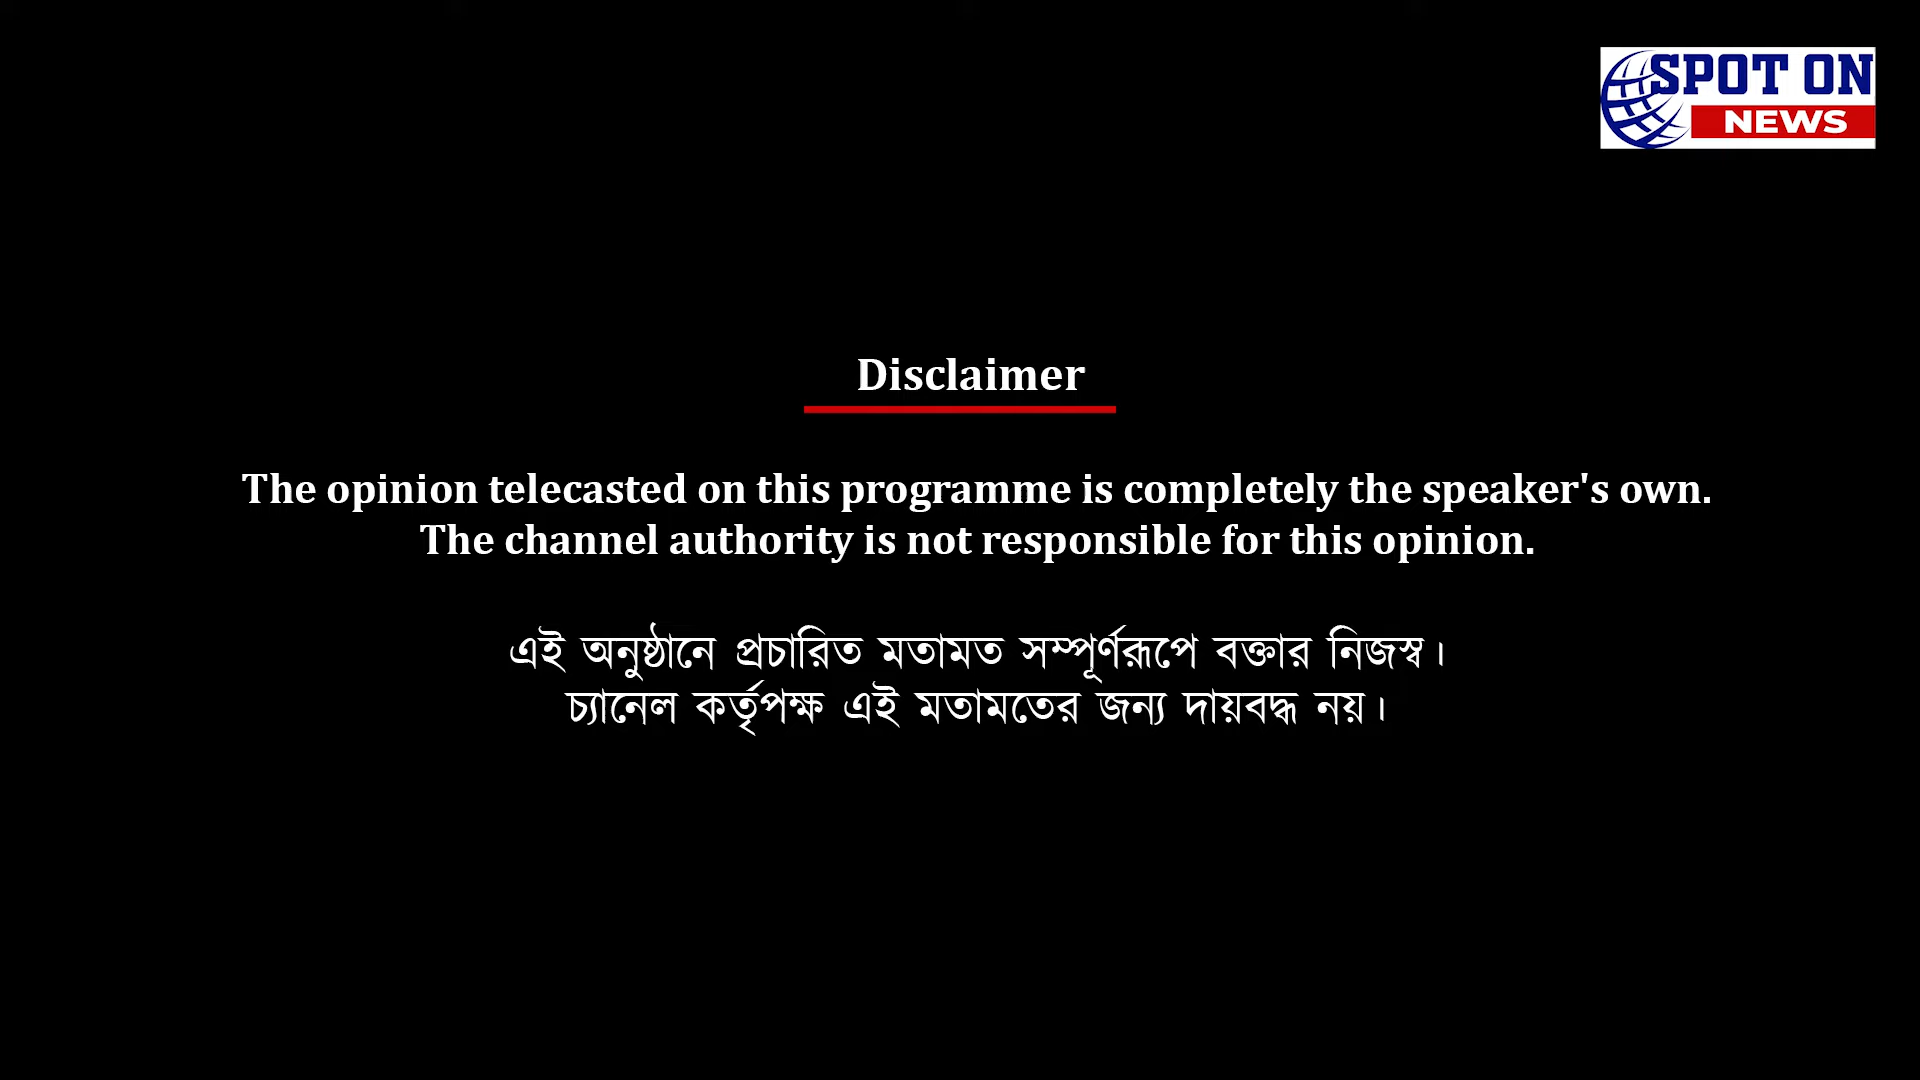 SPOT ON
NEWS
Disclaimer
The opinion telecasted on this programme is completely the speaker's own.
The channel authority is not responsible for this opinion.
এই অনুষ্ঠানে প্রচারিত মতামত সম্পূর্ণরূপে বক্তার নিজস্ব।
চ্যানেল কর্তৃপক্ষ এই মতামতের জন্য দায়বদ্ধ নয়।